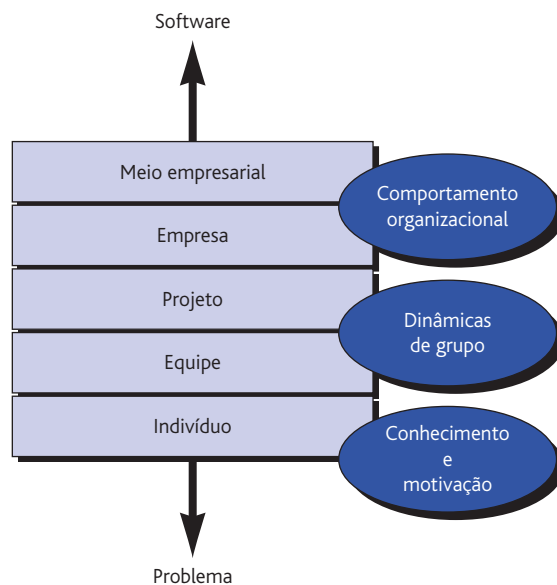 Software
Meio empresarial
Comportamento
organizacional
Empresa
Projeto
Dinâmicas
de grupo
Equipe
Indivíduo
Conhecimento
e
motivação
Problema